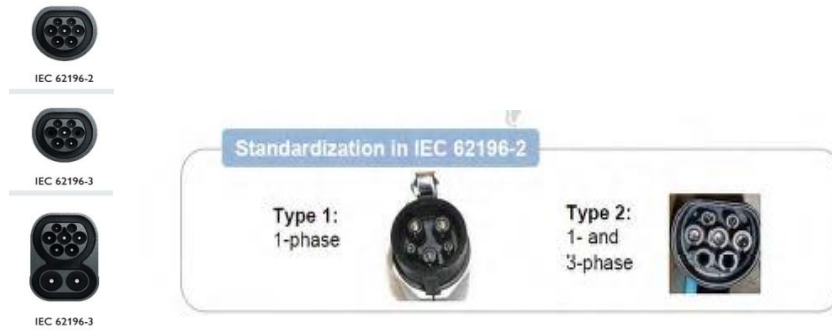 IEC 62196-2
IEC 62196-3
IEC 62196-3
Standardization in IEC 62196-2
Type 1:
1-phase
Type 2:
1- and
3-phase